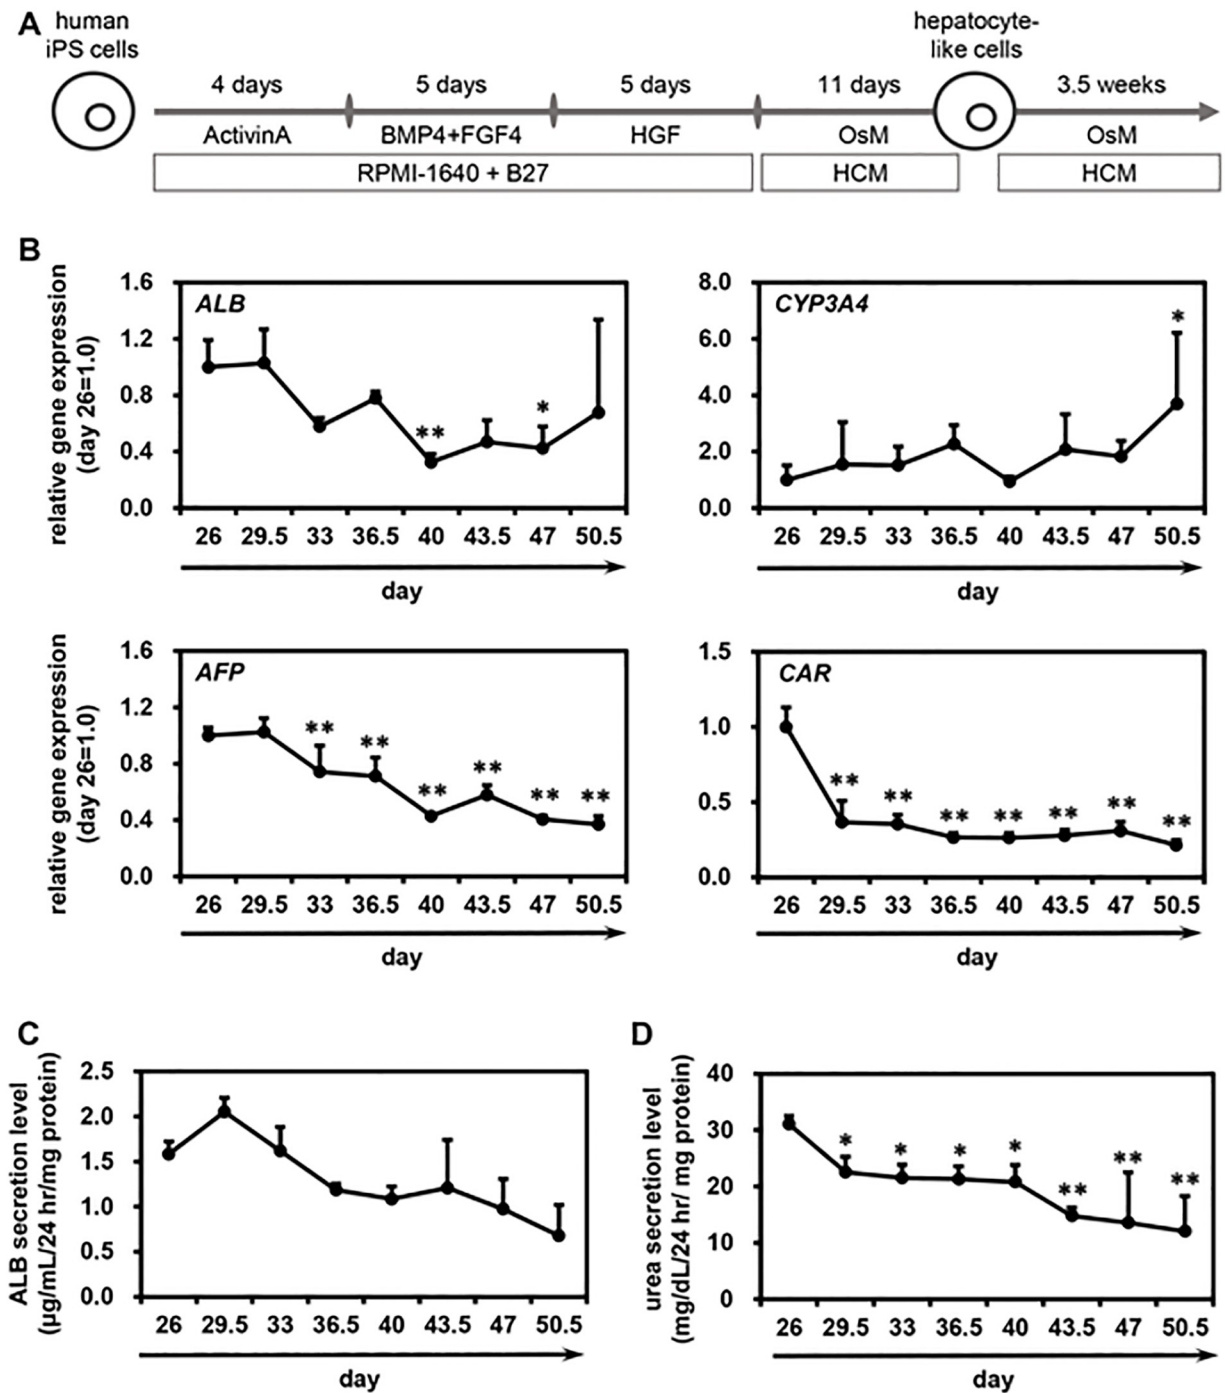 A
human
iPS cells
hepatocyte-
like cells
4 days
5 days
5 days
11 days
3.5 weeks
ActivinA
BMP4+FGF4
HGF
OsM
OsM
RPMI-1640 + B27
HCM
HCM
B
relative gene expression
(day 26=1.0)
1.6
1.2
0.8
0.4
0.0
ALB
**
*
26 29.5 33 36.5 40 43.5 47 50.5
day
8.0
6.0
4.0
2.0
0.0
CYP3A4
*
26 29.5 33 36.5 40 43.5 47 50.5
day
relative gene expression
(day 26=1.0)
1.6
1.2
0.8
0.4
0.0
AFP
** ** ** ** ** **
26 29.5 33 36.5 40 43.5 47 50.5
day
1.5
1.0
0.5
0.0
CAR
** ** ** ** ** ** **
26 29.5 33 36.5 40 43.5 47 50.5
day
C
ALB secretion level
(µg/mL/24 hr/mg protein)
2.5
2.0
1.5
1.0
0.5
0.0
26 29.5 33 36.5 40 43.5 47 50.5
day
D
urea secretion level
(mg/dL/24 hr/ mg protein)
40
30
20
10
0
* * * * ** ** **
26 29.5 33 36.5 40 43.5 47 50.5
day